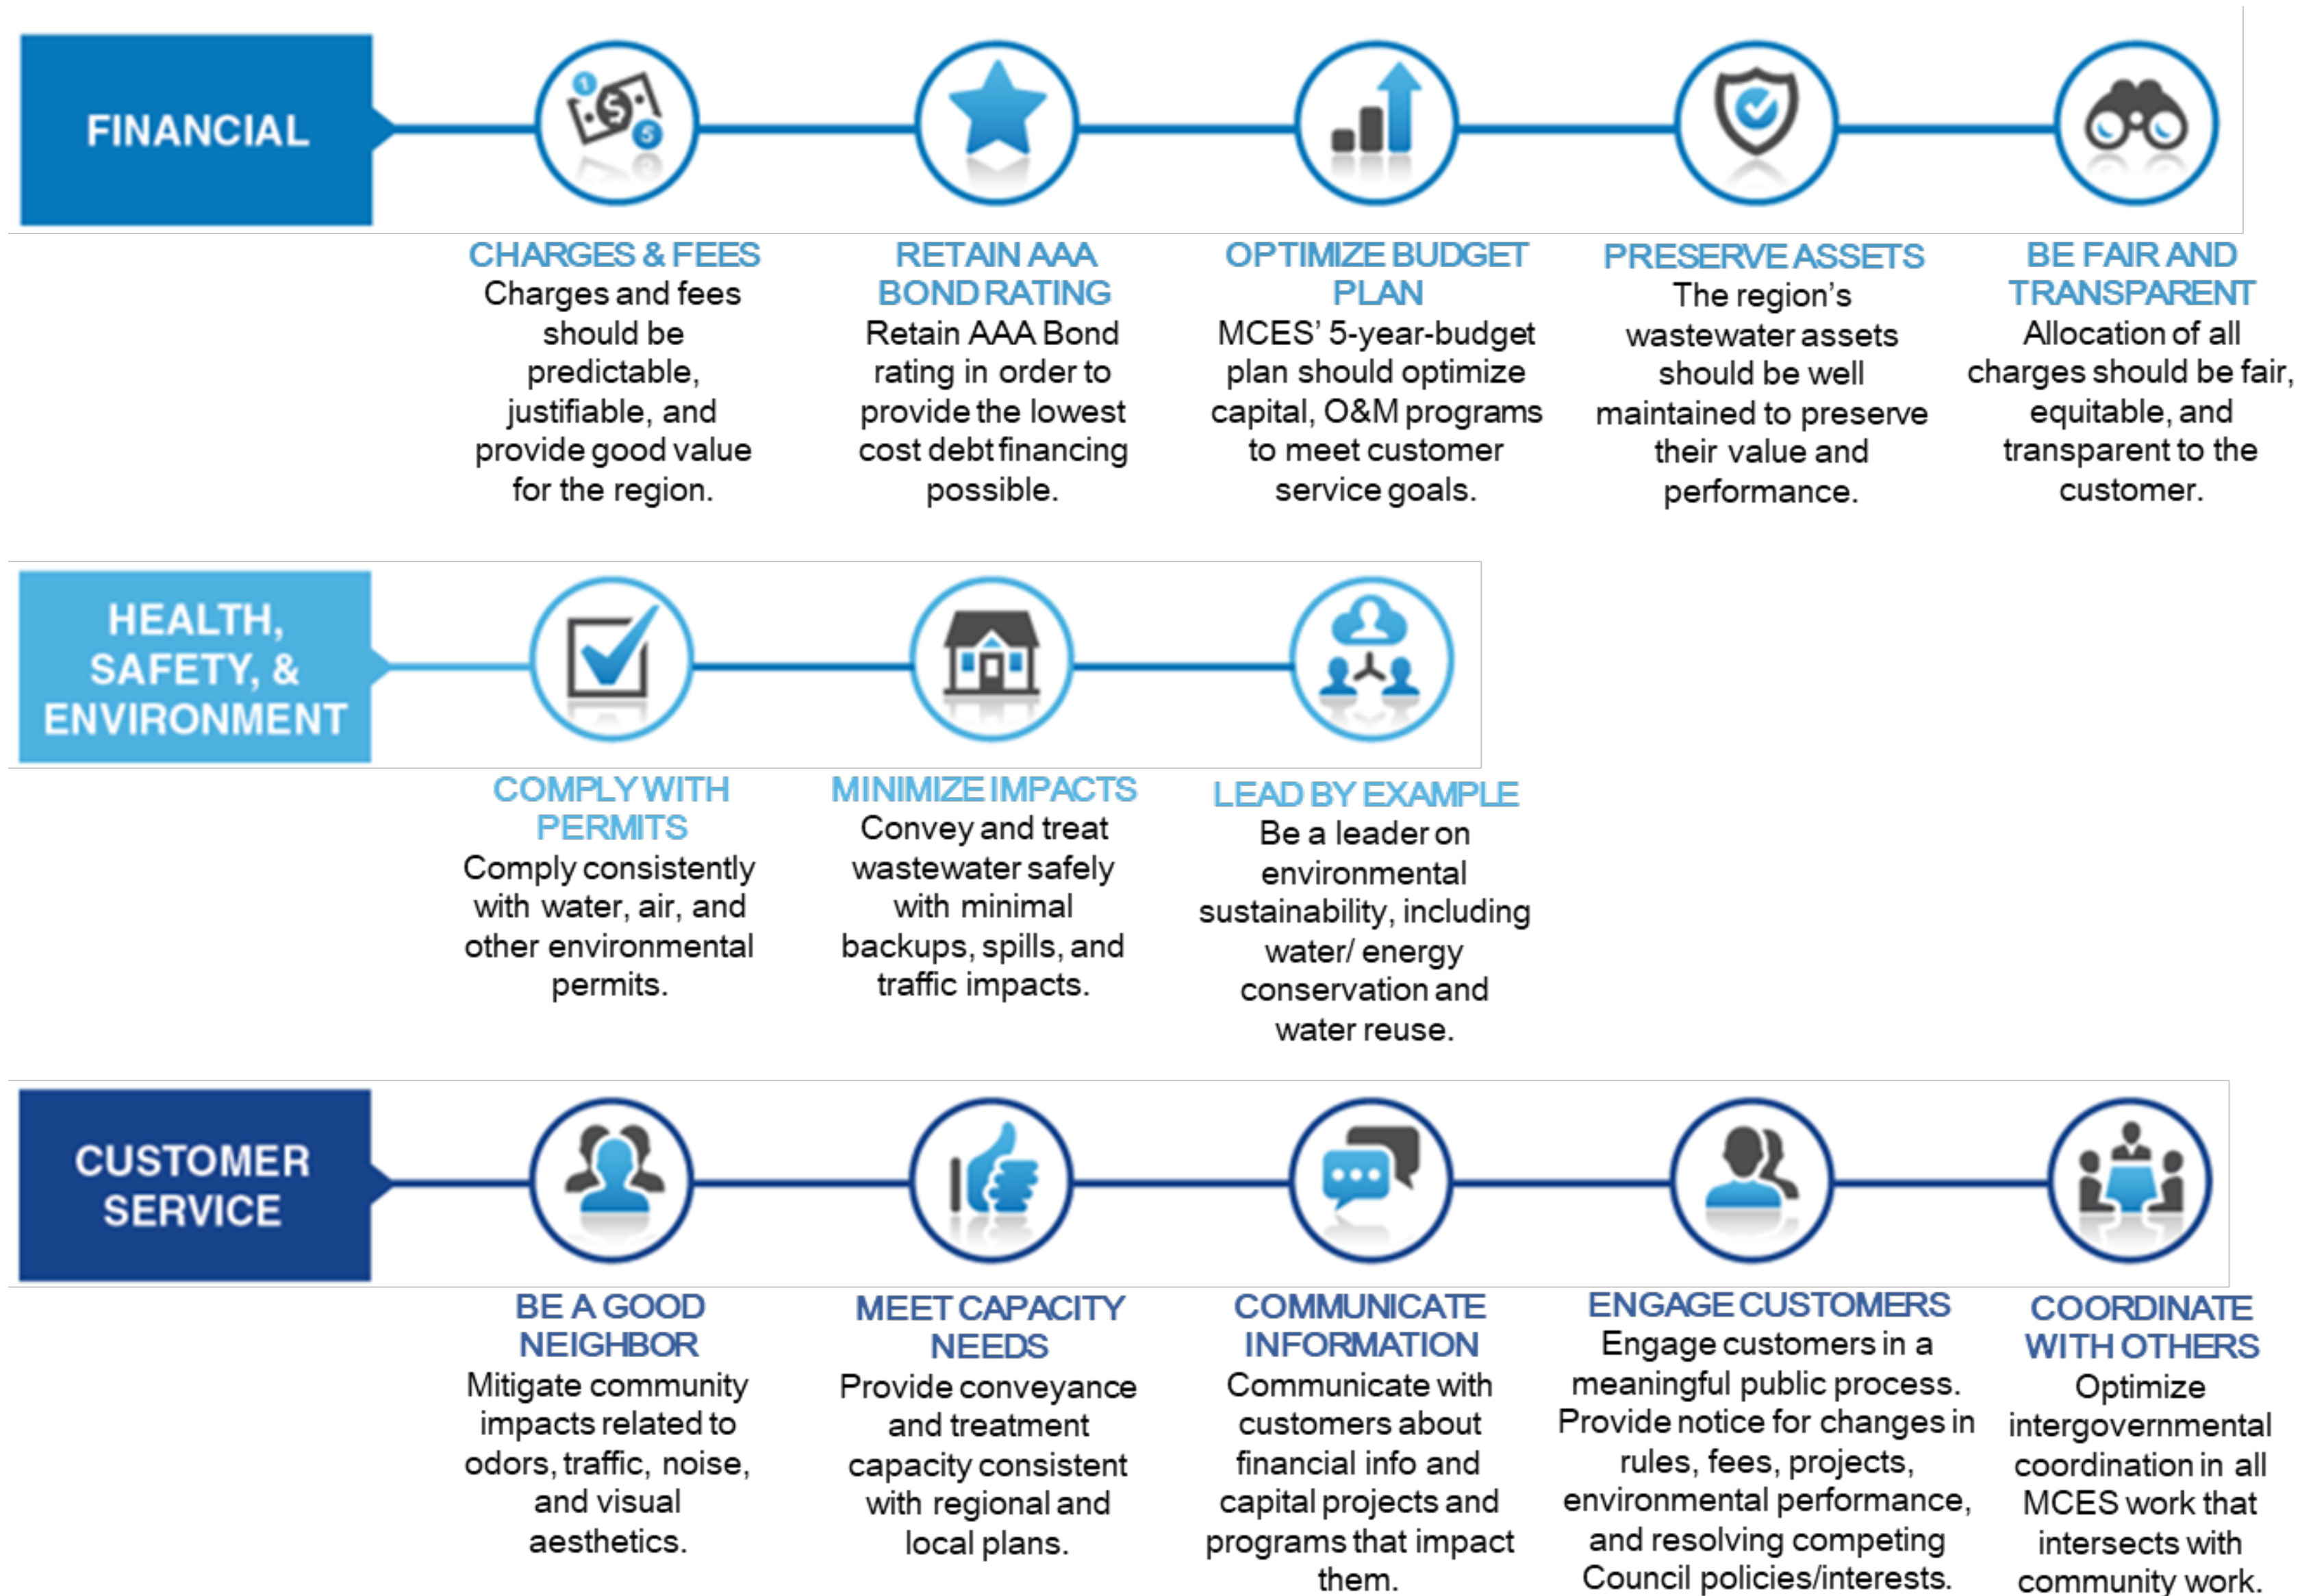 FINANCIAL
1
$
5
CHARGES & FEES
Charges and fees
should be
predictable,
justifiable, and
provide good value
for the region.
RETAIN AAA
BOND RATING
Retain AAA Bond
rating in order to
provide the lowest
cost debt financing
possible.
OPTIMIZE BUDGET
PLAN
MCES’ 5-year-budget
plan should optimize
capital, O&M programs
to meet customer
service goals.
PRESERVE ASSETS
The region’s
wastewater assets
should be well
maintained to preserve
their value and
performance.
BE FAIR AND
TRANSPARENT
Allocation of all
charges should be fair,
equitable, and
transparent to the
customer.
HEALTH,
SAFETY, &
ENVIRONMENT
COMPLY WITH
PERMITS
Comply consistently
with water, air, and
other environmental
permits.
MINIMIZE IMPACTS
Convey and treat
wastewater safely
with minimal
backups, spills, and
traffic impacts.
LEAD BY EXAMPLE
Be a leader on
environmental
sustainability, including
water/ energy
conservation and
water reuse.
CUSTOMER
SERVICE
BE A GOOD
NEIGHBOR
Mitigate community
impacts related to
odors, traffic, noise,
and visual
aesthetics.
MEET CAPACITY
NEEDS
Provide conveyance
and treatment
capacity consistent
with regional and
local plans.
COMMUNICATE
INFORMATION
Communicate with
customers about
financial info and
capital projects and
programs that impact
them.
ENGAGE CUSTOMERS
Engage customers in a
meaningful public process.
Provide notice for changes in
rules, fees, projects,
environmental performance,
and resolving competing
Council policies/interests.
COORDINATE
WITH OTHERS
Optimize
intergovernmental
coordination in all
MCES work that
intersects with
community work.